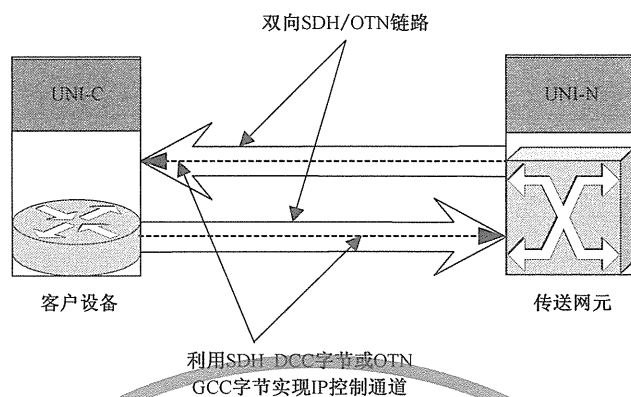 双向SDH/OTN链路
UNI-C
UNI-N
客户设备
传送网元
利用SDH DCC字节或OTN
GCC字节实现IP控制通道